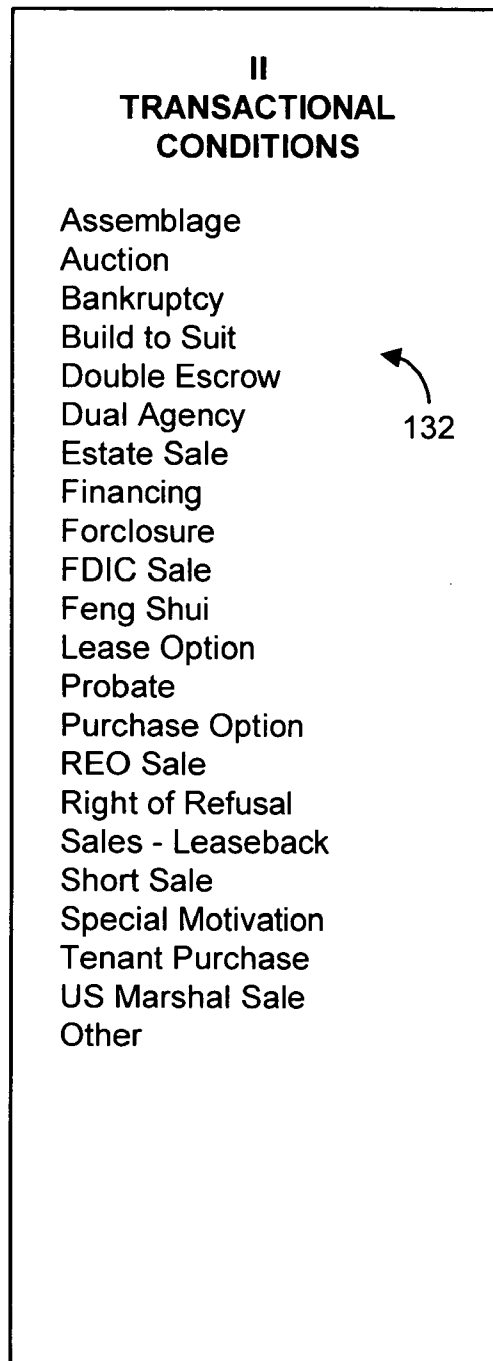 II
TRANSACTIONAL
CONDITIONS
Assemblage
Auction
Bankruptcy
Build to Suit
Double Escrow
Dual Agency
132
Estate Sale
Financing
Forclosure
FDIC Sale
Feng Shui
Lease Option
Probate
Purchase Option
REO Sale
Right of Refusal
Sales - Leaseback
Short Sale
Special Motivation
Tenant Purchase
US Marshal Sale
Other